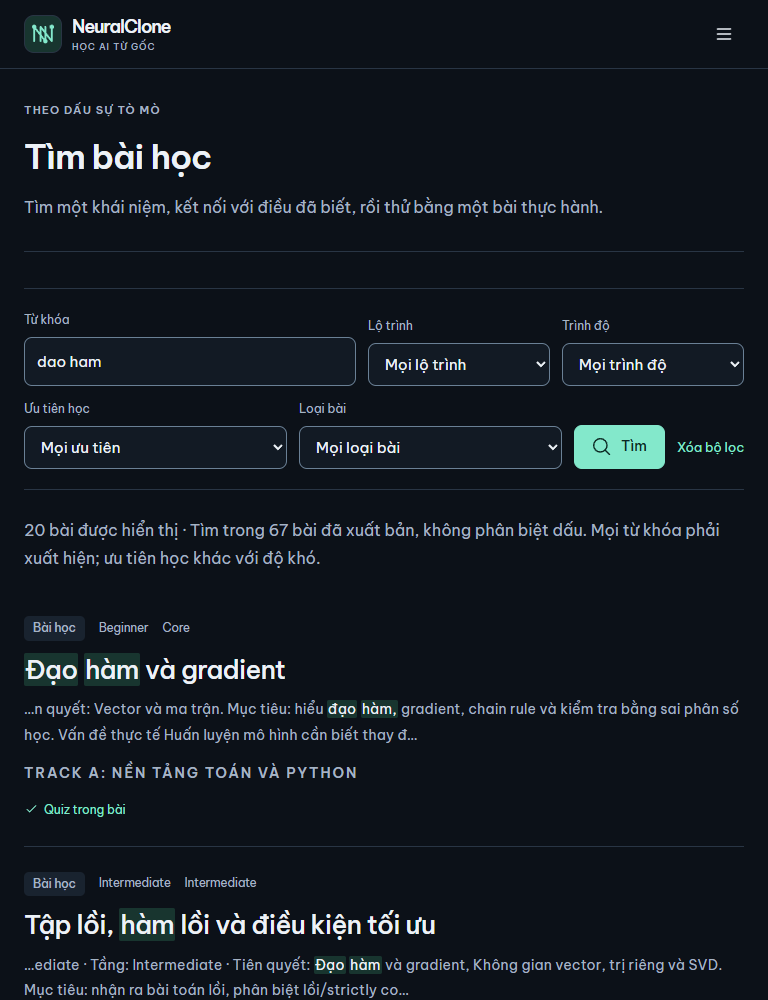 NeuralClone
HỌC AI TỪ GỐC
THEO DẤU SỰ TÒ MÒ
Tìm bài học
Tìm một khái niệm, kết nối với điều đã biết, rồi thử bằng một bài thực hành.
Từ khóa
Lộ trình
Trình độ
dao ham
Mọi lộ trình
Mọi trình độ
Ưu tiên học
Loại bài
Mọi ưu tiên
Mọi loại bài
Tìm
Xóa bộ lọc
20 bài được hiển thị · Tìm trong 67 bài đã xuất bản, không phân biệt dấu. Mọi từ khóa phải
xuất hiện; ưu tiên học khác với độ khó.
Bài học Beginner Core
Đạo hàm và gradient
…n quyết: Vector và ma trận. Mục tiêu: hiểu đạo hàm, gradient, chain rule và kiểm tra bằng sai phân số
học. Vấn đề thực tế Huấn luyện mô hình cần biết thay đ…
TRACK A: NỀN TẢNG TOÁN VÀ PYTHON
Quiz trong bài
Bài học Intermediate Intermediate
Tập lồi, hàm lồi và điều kiện tối ưu
…ediate · Tầng: Intermediate · Tiên quyết: Đạo hàm và gradient, Không gian vector, trị riêng và SVD.
Mục tiêu: nhận ra bài toán lồi, phân biệt lồi/strictly co…